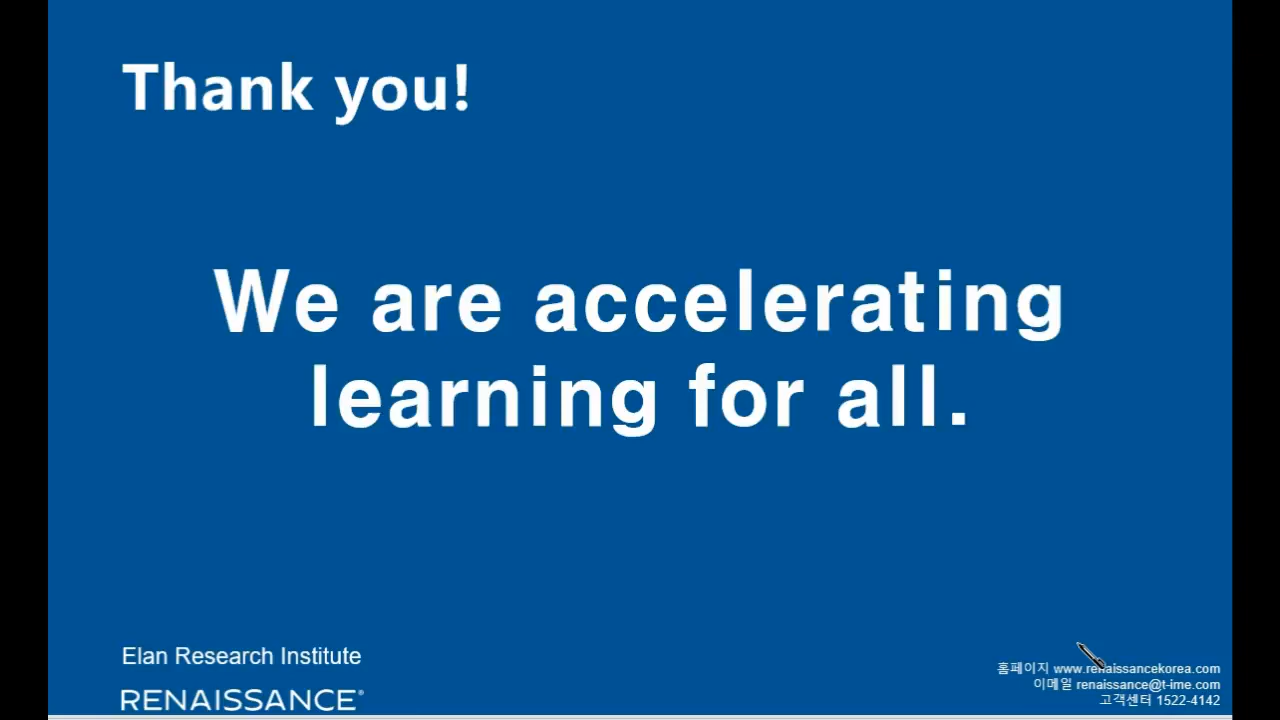 Thank you!
We are accelerating
learning for all.
Elan Research Institute
RENAISSANCE®
홈페이지 www.renaissancekorea.com
이메일 renaissance@t-ime.com
고객센터 1522-4142